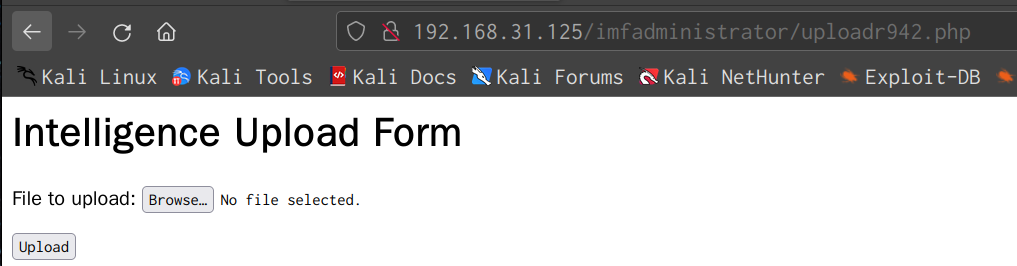 192.168.31.125/imfadministrator/uploadr942.php
Kali Linux Kali Tools Kali Docs Kali Forums Kali NetHunter Exploit-DB
Intelligence Upload Form
File to upload: Browse… No file selected.
Upload